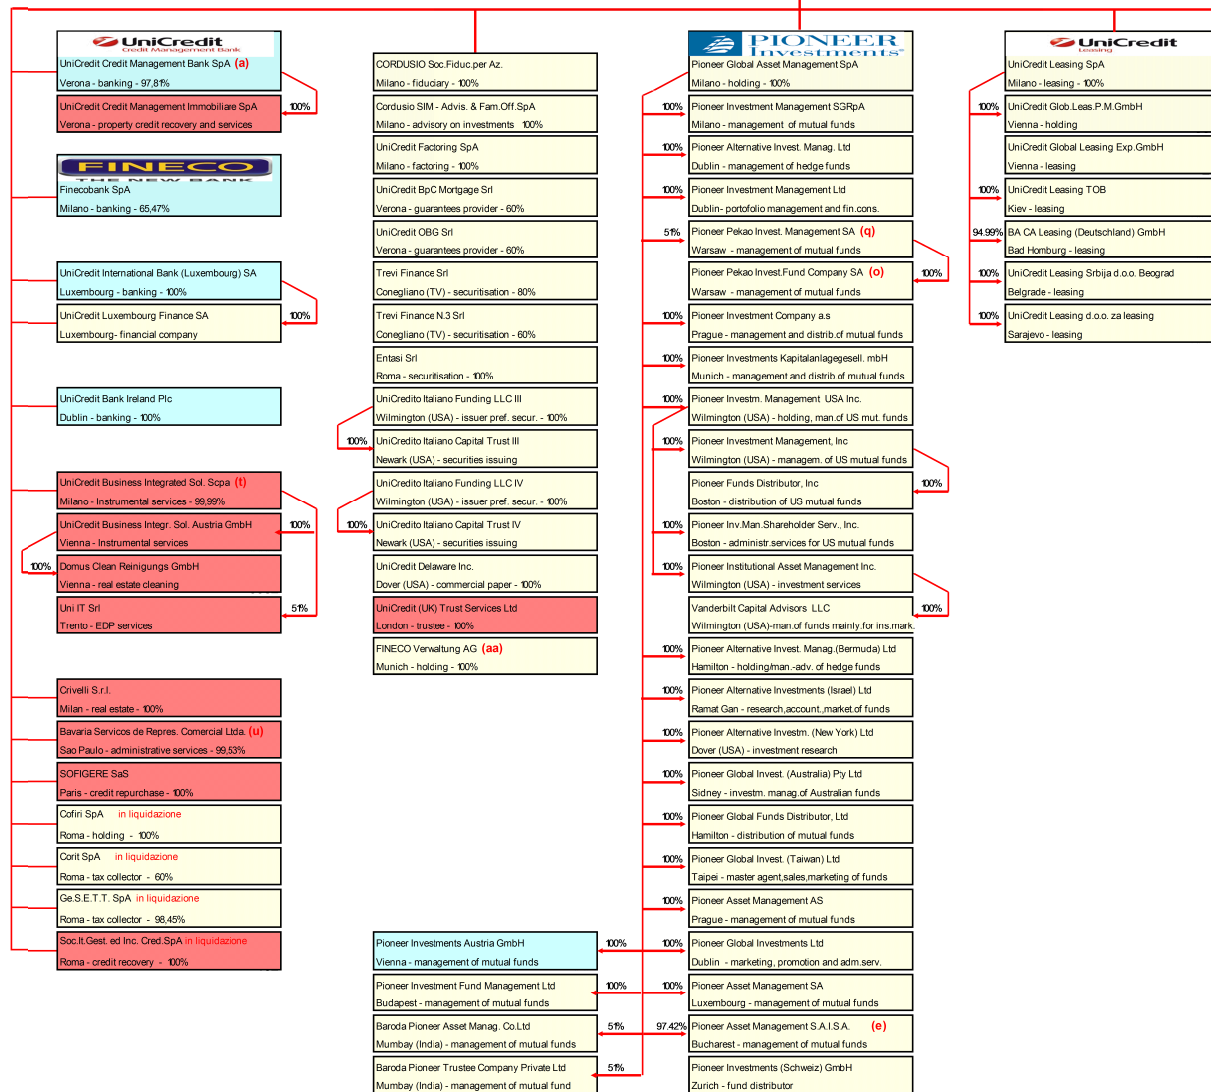 UniCredit
Credit Management Bank
UniCredit Credit Management Bank SpA (a)
Verona - banking - 97,81%
UniCredit Credit Management Immobiliare SpA
Verona - property credit recovery and services
100%
FINECO
THE NEW BANK
Finecobank SpA
Milano - banking - 65,47%
UniCredit International Bank (Luxembourg) SA
Luxembourg - banking - 100%
UniCredit Luxembourg Finance SA
Luxembourg- financial company
100%
UniCredit Bank Ireland Plc
Dublin - banking - 100%
UniCredit Business Integrated Sol. Scpa (t)
Milano - Instrumental services - 99,99%
UniCredit Business Integr. Sol. Austria GmbH
Vienna - Instrumental services
100%
100%
Domus Clean Reinigungs GmbH
Vienna - real estate cleaning
Uni IT Srl
Trento - EDP services
51%
Crivelli S.r.l.
Milan - real estate - 100%
Bavaria Servicos de Repres. Comercial Ltda. (u)
Sao Paulo - administrative services - 99,53%
SOFIGERE SaS
Paris - credit repurchase - 100%
Cofiri SpA in liquidazione
Roma - holding - 100%
Corit SpA in liquidazione
Roma - tax collector - 60%
Ge.S.E.T.T. SpA in liquidazione
Roma - tax collector - 98,45%
Soc.It.Gest. ed Inc. Cred.SpA in liquidazione
Roma - credit recovery - 100%
CORDUSIO Soc.Fiduc.per Az.
Milano - fiduciary - 100%
Cordusio SIM - Advis. & Fam.Off.SpA
Milano - advisory on investments 100%
UniCredit Factoring SpA
Milano - factoring - 100%
UniCredit BpC Mortgage Srl
Verona - guarantees provider - 60%
UniCredit OBG Srl
Verona - guarantees provider - 60%
Trevi Finance Srl
Conegliano (TV) - securitisation - 80%
Trevi Finance N.3 Srl
Conegliano (TV) - securitisation - 60%
Entasi Srl
Roma - securitisation - 100%
UniCredito Italiano Funding LLC III
Wilmington (USA) - issuer pref. secur. - 100%
100%
UniCredito Italiano Capital Trust III
Newark (USA) - securities issuing
UniCredito Italiano Funding LLC IV
Wilmington (USA) - issuer pref. secur. - 100%
100%
UniCredito Italiano Capital Trust IV
Newark (USA) - securities issuing
UniCredit Delaware Inc.
Dover (USA) - commercial paper - 100%
UniCredit (UK) Trust Services Ltd
London - trustee - 100%
FINECO Verwaltung AG (aa)
Munich - holding - 100%
Pioneer Investments Austria GmbH
Vienna - management of mutual funds
100%
Pioneer Investment Fund Management Ltd
Budapest - management of mutual funds
100%
Baroda Pioneer Asset Manag. Co.Ltd
Mumbay (India) - management of mutual funds
51%
Baroda Pioneer Trustee Company Private Ltd
Mumbay (India) - management of mutual fund
51%
PIONEER
Investments®
Pioneer Global Asset Management SpA
Milano - holding - 100%
100%
Pioneer Investment Management SGRpA
Milano - management of mutual funds
100%
Pioneer Alternative Invest. Manag. Ltd
Dublin - management of hedge funds
100%
Pioneer Investment Management Ltd
Dublin- portofolio management and fin.cons.
51%
Pioneer Pekao Invest. Management SA (q)
Warsaw - management of mutual funds
Pioneer Pekao Invest.Fund Company SA (o)
Warsaw - management of mutual funds
100%
100%
Pioneer Investment Company a.s
Prague - management and distrib.of mutual funds
100%
Pioneer Investments Kapitalanlagegesell. mbH
Munich - management and distrib of mutual funds
100%
Pioneer Investm. Management USA Inc.
Wilmington (USA) - holding, man.of US mut. funds
100%
Pioneer Investment Management, Inc
Wilmington (USA) - managem. of US mutual funds
Pioneer Funds Distributor, Inc
Boston - distribution of UG mutual funds
100%
100%
Pioneer Inv.Man.Shareholder Serv., Inc.
Boston - administr.services for US mutual funds
100%
Pioneer Institutional Asset Management Inc.
Wilmington (USA) - investment services
Vanderbilt Capital Advisors LLC
Wilmington (USA)-man.of funds mainly.for ins.mark.
100%
100%
Pioneer Alternative Invest. Manag.(Bermuda) Ltd
Hamilton - holding/man.-adv. of hedge funds
100%
Pioneer Alternative Investments (Israel) Ltd
Ramat Gan - research,account.,market.of funds
100%
Pioneer Alternative Investm. (New York) Ltd
Dover (USA) - investment research
100%
Pioneer Global Invest. (Australia) Pty Ltd
Sidney - investm. manag.of Australian funds
100%
Pioneer Global Funds Distributor, Ltd
Hamilton - distribution of mutual funds
100%
Pioneer Global Invest. (Taiwan) Ltd
Taipei - master agent,sales,marketing of funds
100%
Pioneer Asset Management AS
Prague - management of mutual funds
100%
Pioneer Global Investments Ltd
Dublin - marketing, promotion and adm.serv.
100%
Pioneer Asset Management SA
Luxembourg - management of mutual funds
97.42%
Pioneer Asset Management S.A.I.S.A. (e)
Bucharest - management of mutual funds
Pioneer Investments (Schweiz) GmbH
Zurich - fund distributor
UniCredit
Leasing
UniCredit Leasing SpA
Milano - leasing - 100%
100%
UniCredit Glob.Leas.P.M.GmbH
Vienna - holding
UniCredit Global Leasing Exp.GmbH
Vienna - leasing
100%
UniCredit Leasing TOB
Kiev - leasing
94.99%
BA CA Leasing (Deutschland) GmbH
Bad Homburg - leasing
100%
UniCredit Leasing Srbija d.o.o. Beograd
Belgrade - leasing
100%
UniCredit Leasing d.o.o. za leasing
Sarajevo - leasing